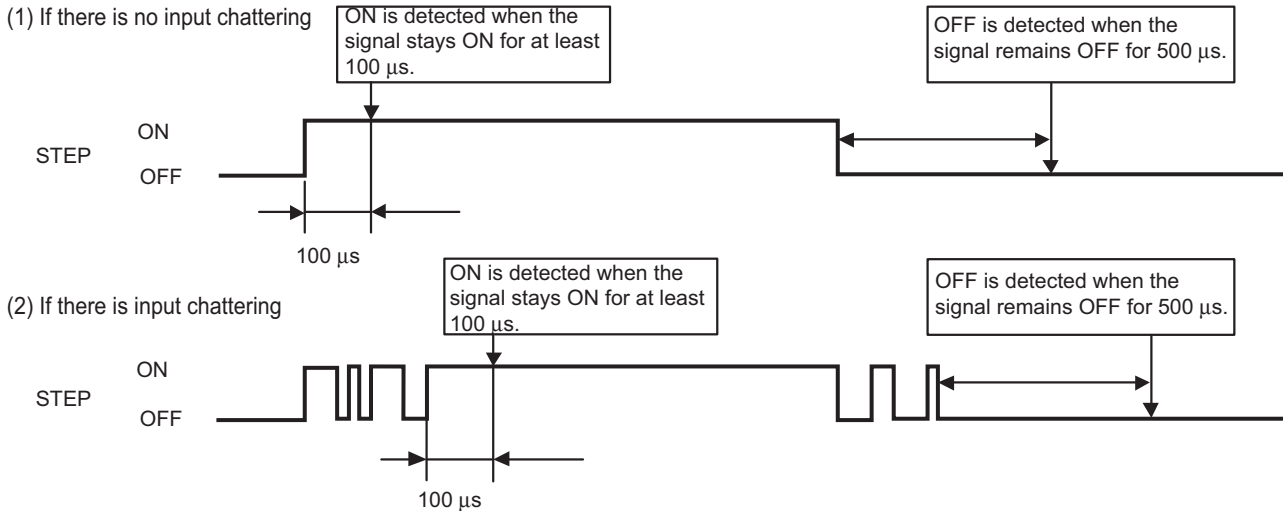 (1) If there is no input chattering
ON is detected when the
signal stays ON for at least
100 μs.
OFF is detected when the
signal remains OFF for 500 μs.
ON
STEP
OFF
100 μs
(2) If there is input chattering
ON is detected when the
signal stays ON for at least
100 μs.
OFF is detected when the
signal remains OFF for 500 μs.
ON
STEP
OFF
100 μs